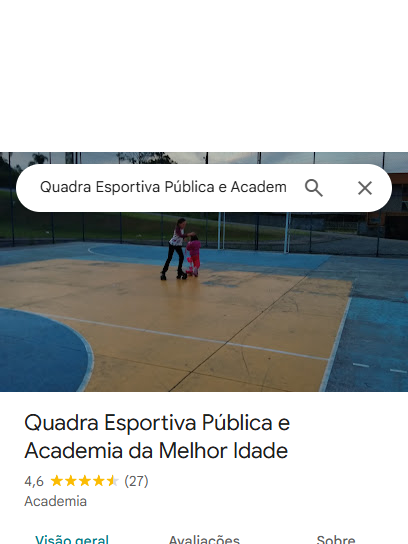 Quadra Esportiva Pública e Academ
Quadra Esportiva Pública e
Academia da Melhor Idade
4,6 (27)
Academia
Visão geral Avaliações Sobre